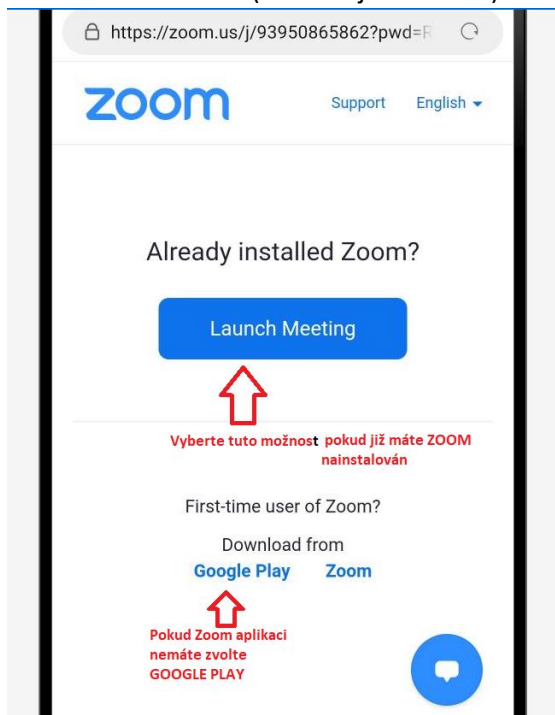 https://zoom.us/j/93950865862?pwd=R
zoom Support English
Already installed Zoom?
Launch Meeting
Vyberte tuto možnost pokud již máte ZOOM
nainstalován
First-time user of Zoom?
Download from
Google Play Zoom
Pokud Zoom aplikaci
nemáte zvolte
GOOGLE PLAY